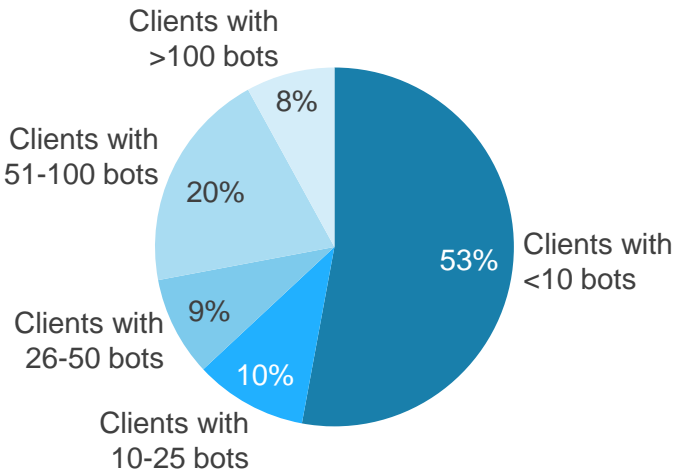 Clients with
>100 bots
8%
Clients with
51-100 bots
20%
53%
Clients with
<10 bots
9%
Clients with
26-50 bots
10%
Clients with
10-25 bots